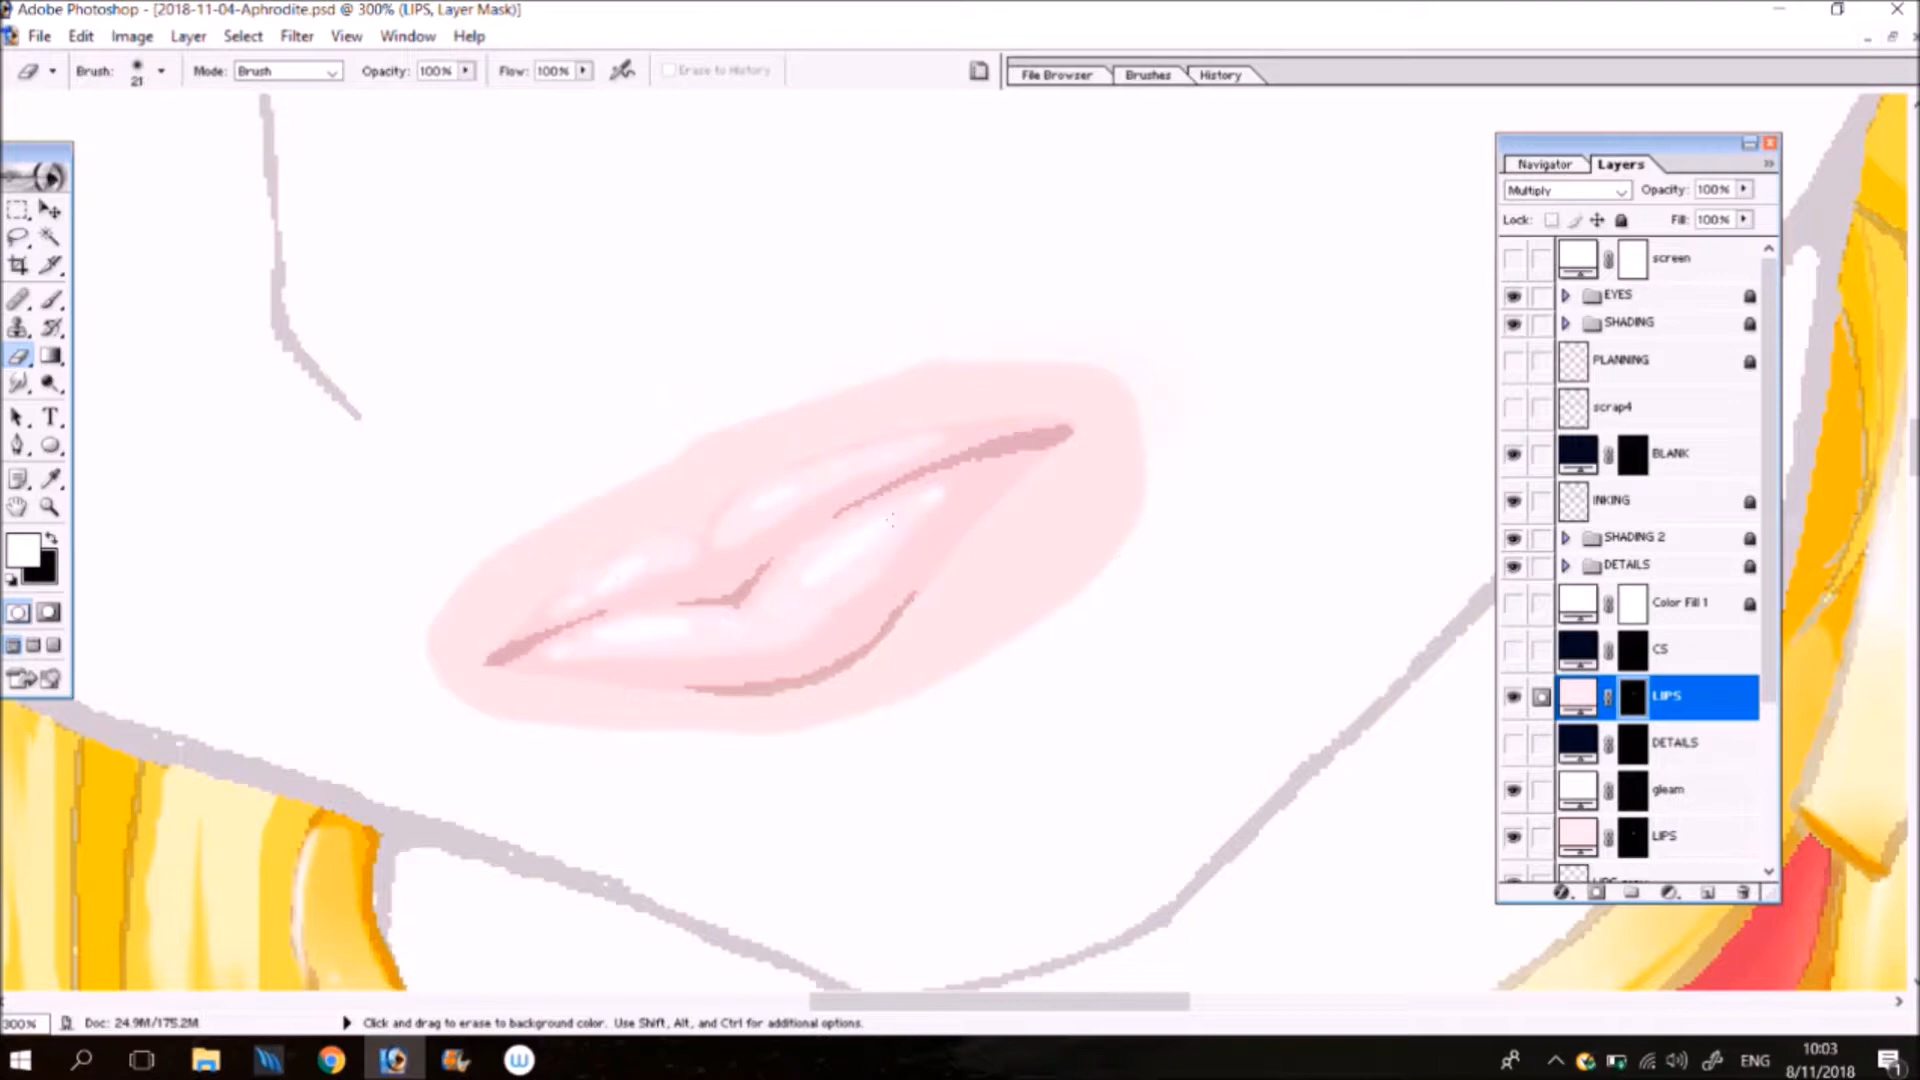 Adobe Photoshop - [2018-11-04-Aphrodite.psd @ 300% (LIPS, Layer Mask)]
File Edit Image Layer Select Filter View Window Help
Brush: 21 Mode: Brush Opacity: 100% Flow: 100% Erase to History
File Browser Brushes History
Navigator Layers
Multiply Opacity: 100%
Lock: Fill: 100%
screen
EYES
SHADING
PLANNING
scrap4
BLANK
INKING
SHADING 2
DETAILS
Color Fill 1
CS
LIPS
DETAILS
gleam
LIPS
300% Doc: 24.9M/175.2M Click and drag to erase to background color. Use Shift, Alt, and Ctrl for additional options.
ENG
10:03
8/11/2018